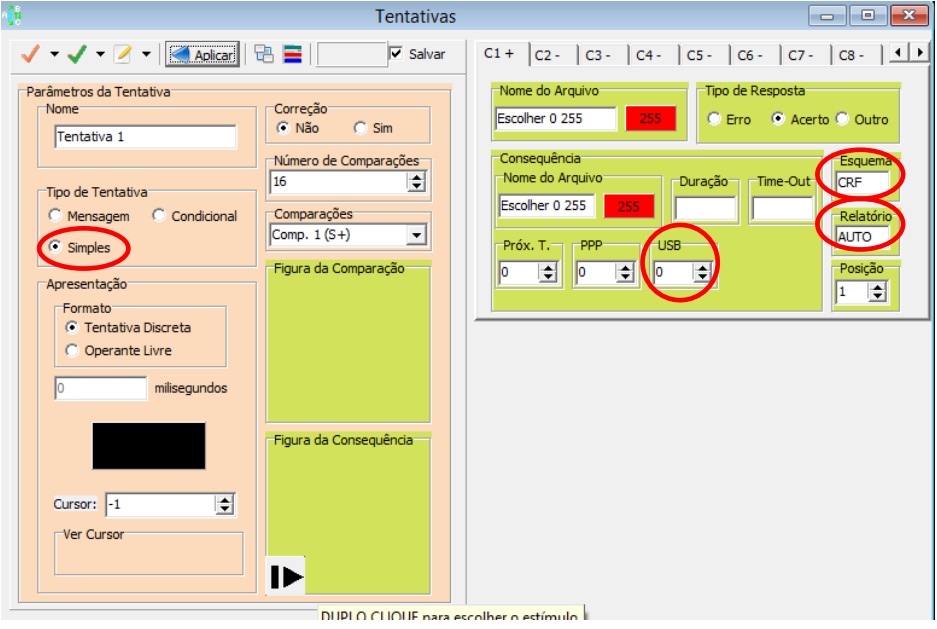 Tentativas
Aplicar
Salvar
Parâmetros da Tentativa
Nome
Tentativa 1
Tipo de Tentativa
Mensagem
Condicional
Simples
Apresentação
Formato
Tentativa Discreta
Operante Livre
0
milisegundos
Cursor:
-1
Ver Cursor
Correção
Não
Sim
Número de Comparações
16
Comparações
Comp. 1 (S+)
Figura da Comparação
Figura da Consequência
DUPLO CLIQUE para escolher o estímulo
C1 + C2 - C3 - C4 - C5 - C6 - C7 - C8 -
Nome do Arquivo
Escolher 0 255
255
Tipo de Resposta
Erro
Acerto
Outro
Consequência
Nome do Arquivo
Escolher 0 255
255
Duração
Time-Out
Próx. T.
0
PPP
0
USB
0
Esquema
CRF
Relatório
AUTO
Posição
1